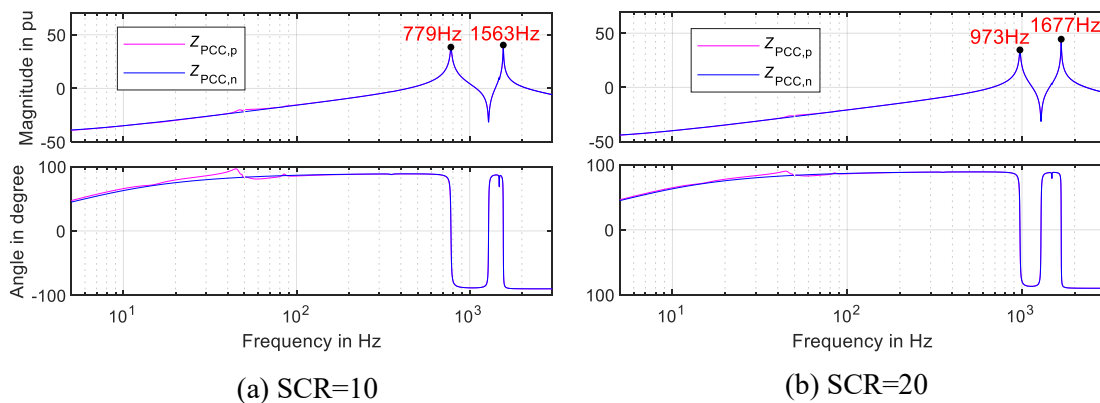 Magnitude in pu
50
0
-50
Z_PCC,p
Z_PCC,n
779Hz
1563Hz
Angle in degree
100
0
-100
10^1
10^2
10^3
Frequency in Hz
(a) SCR=10
50
0
-50
Z_PCC,p
Z_PCC,n
973Hz
1677Hz
100
0
100
10^1
10^2
10^3
Frequency in Hz
(b) SCR=20